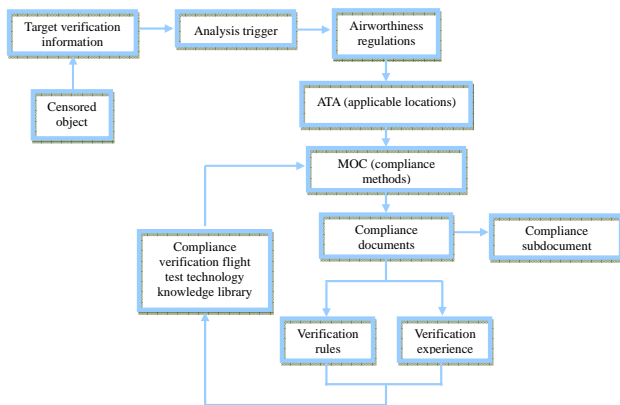 Target verification
information
Analysis trigger
Airworthiness
regulations
Censored
object
ATA (applicable locations)
MOC (compliance
methods)
Compliance
documents
Compliance
subdocument
Compliance
verification flight
test technology
knowledge library
Verification
rules
Verification
experience